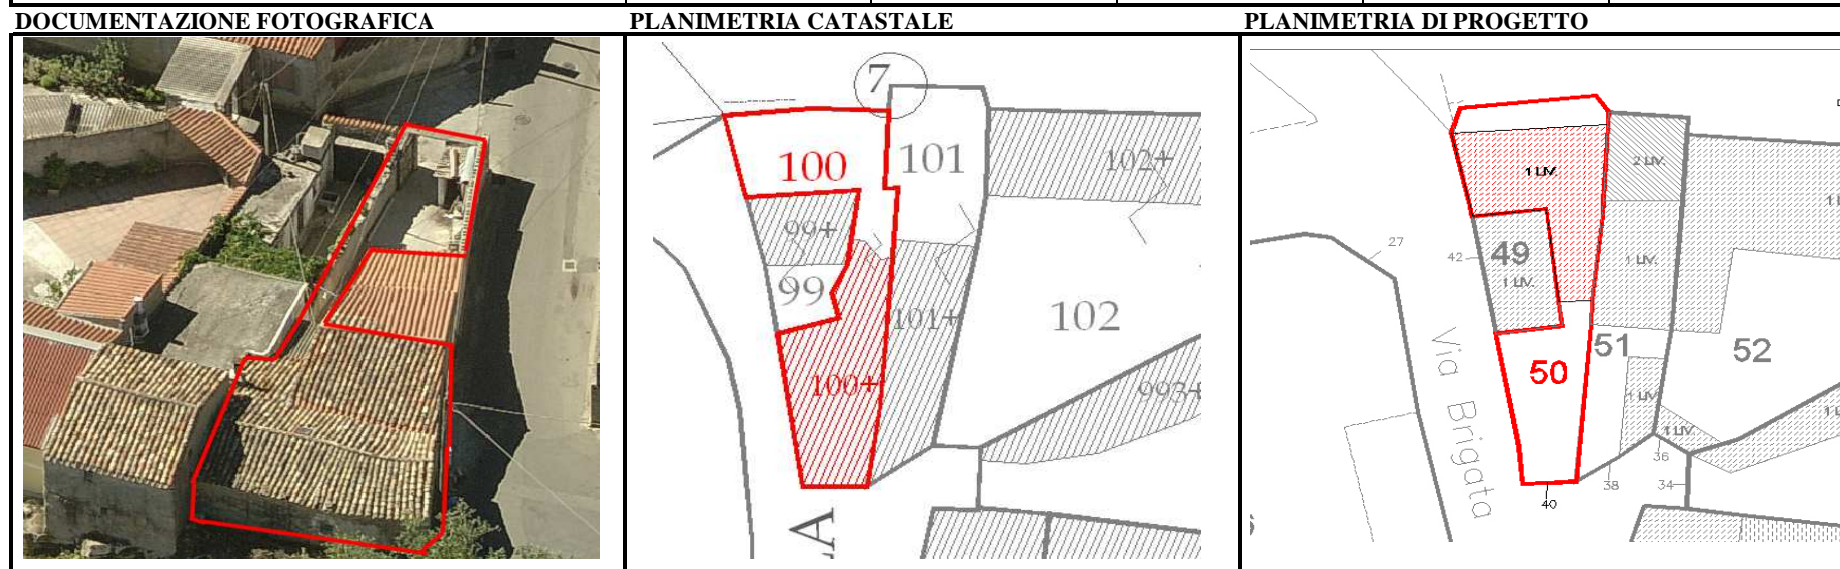 DOCUMENTAZIONE FOTOGRAFICA
PLANIMETRIA CATASTALE
PLANIMETRIA DI PROGETTO
7
100
101
102+
99+
99
101+
102
100+
993+
1 LIV.
2 LIV.
27
42
49
1 LIV.
1 LIV.
51
52
50
1 LIV.
1 LIV.
36
38
34
40
Via Brigata